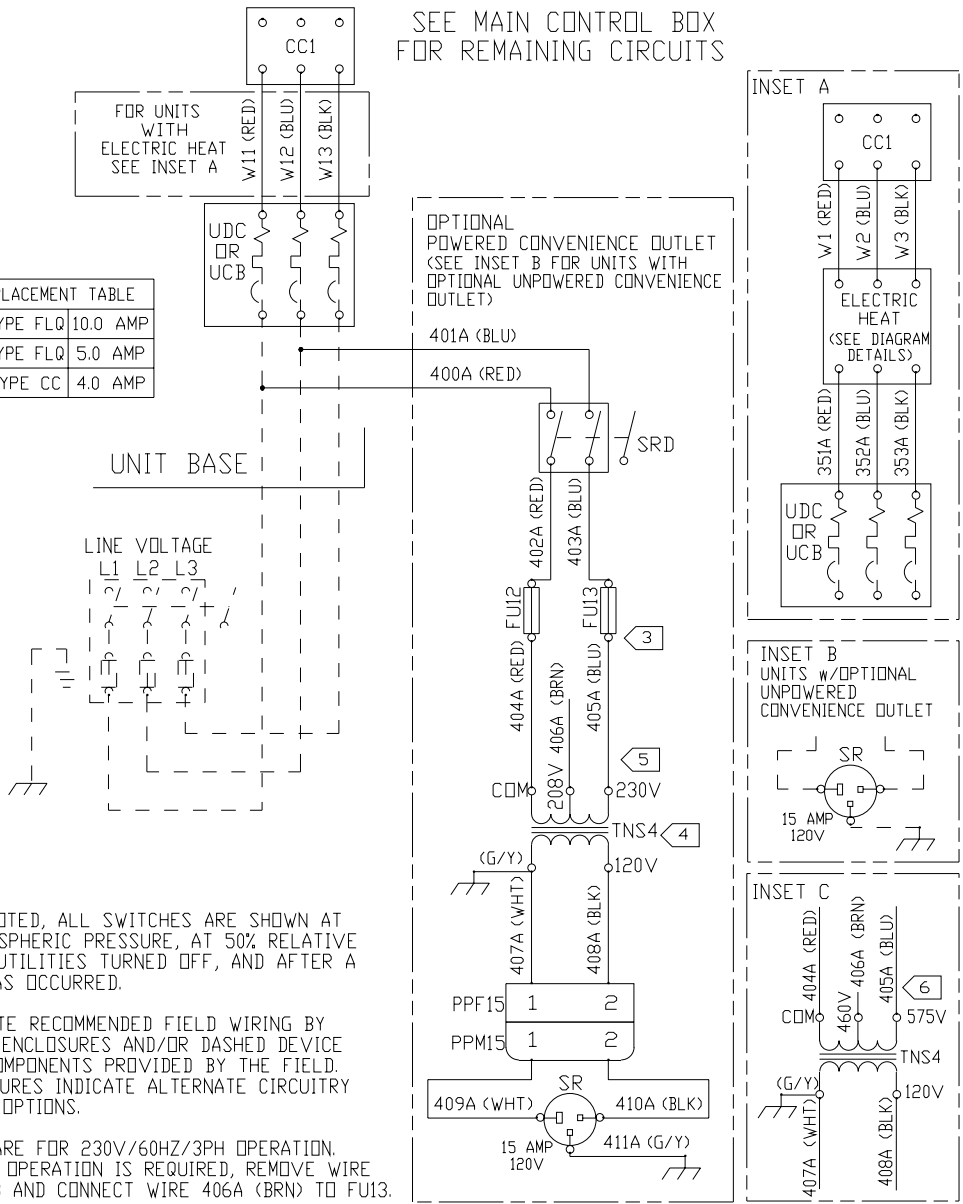 SEE MAIN CONTROL BOX
FOR REMAINING CIRCUITS
CC1
FOR UNITS
WITH
ELECTRIC HEAT
SEE INSET A
W11 (RED)
W12 (BLU)
W13 (BLK)
UDC
OR
UCB
PLACEMENT TABLE
YPE FLQ 10.0 AMP
YPE FLQ 5.0 AMP
YPE CC 4.0 AMP
UNIT BASE
LINE VOLTAGE
L1 L2 L3
OPTIONAL
POWERED CONVENIENCE OUTLET
(SEE INSET B FOR UNITS WITH
OPTIONAL UNPOWERED CONVENIENCE
OUTLET)
401A (BLU)
400A (RED)
SRD
402A (RED)
403A (BLU)
FU12
FU13
3
404A (RED)
208V 406A (BRN)
405A (BLU)
5
COM
230V
TNS4
4
(G/Y)
120V
407A (WHT)
408A (BLK)
PPF15 1 2
PPM15 1 2
409A (WHT)
SR
410A (BLK)
15 AMP
120V
411A (G/Y)
INSET A
CC1
W1 (RED)
W2 (BLU)
W3 (BLK)
ELECTRIC
HEAT
(SEE DIAGRAM
DETAILS)
351A (RED)
352A (BLU)
353A (BLK)
UDC
OR
UCB
INSET B
UNITS w/OPTIONAL
UNPOWERED
CONVENIENCE OUTLET
SR
15 AMP
120V
INSET C
404A (RED)
460V 406A (BRN)
405A (BLU)
6
COM
575V
TNS4
(G/Y)
120V
407A (WHT)
408A (BLK)
OTED, ALL SWITCHES ARE SHOWN AT
SPHERIC PRESSURE, AT 50% RELATIVE
UTILITIES TURNED OFF, AND AFTER A
AS OCCURRED.
TE RECOMMENDED FIELD WIRING BY
ENCLOSURES AND/OR DASHED DEVICE
OMPONENTS PROVIDED BY THE FIELD.
URES INDICATE ALTERNATE CIRCUITRY
OPTIONS.
ARE FOR 230V/60HZ/3PH OPERATION.
OPERATION IS REQUIRED, REMOVE WIRE
AND CONNECT WIRE 406A (BRN) TO FU13.